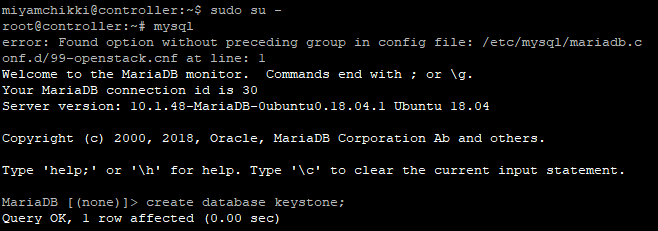 miyamchikki@controller:~$ sudo su -
root@controller:~# mysql
error: Found option without preceding group in config file: /etc/mysql/mariadb.c
onf.d/99-openstack.cnf at line: 1
Welcome to the MariaDB monitor.  Commands end with ; or \g.
Your MariaDB connection id is 30
Server version: 10.1.48-MariaDB-0ubuntu0.18.04.1 Ubuntu 18.04
Copyright (c) 2000, 2018, Oracle, MariaDB Corporation Ab and others.
Type 'help;' or '\h' for help. Type '\c' to clear the current input statement.
MariaDB [(none)]> create database keystone;
Query OK, 1 row affected (0.00 sec)